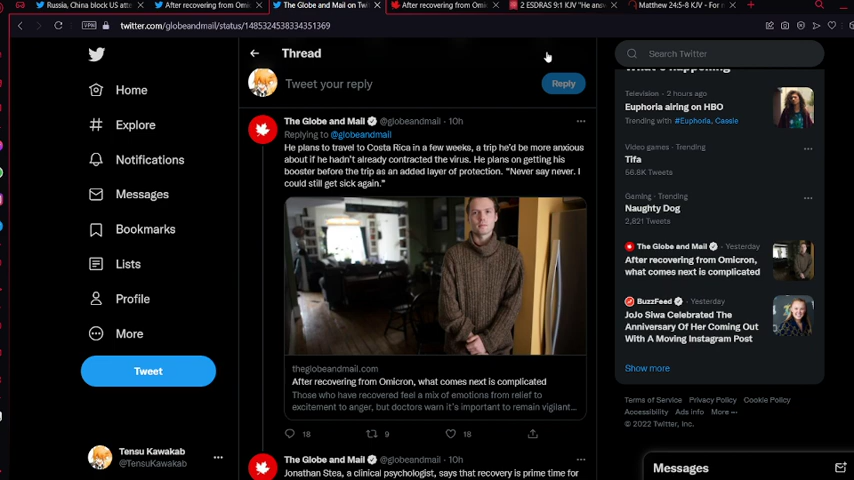 Russia, China block US att
After recovering from Omic
The Globe and Mail on Twit
After recovering from Omic
2 ESDRAS 9:1 KJV "He answ
Matthew 24:5-8 KJV - For m
VPN
twitter.com/globeandmail/status/1485324538334351369
Home
Explore
Notifications
Messages
Bookmarks
Lists
Profile
More
Tweet
Tensu Kawakab
@TensuKawakab
Thread
Tweet your reply
Reply
The Globe and Mail @globeandmail · 10h
Replying to @globeandmail
He plans to travel to Costa Rica in a few weeks, a trip he'd be more anxious
about if he hadn't already contracted the virus. He plans on getting his
booster before the trip as an added layer of protection. "Never say never. I
could still get sick again."
theglobeandmail.com
After recovering from Omicron, what comes next is complicated
Those who have recovered feel a mix of emotions from relief to
excitement to anger, but doctors warn it's important to remain vigilant...
18
9
18
The Globe and Mail @globeandmail · 10h
Jonathan Stea, a clinical psychologist, says that recovery is prime time for
Search Twitter
What's happening
Television · 2 hours ago
Euphoria airing on HBO
Trending with #Euphoria, Cassie
Video games · Trending
Tifa
56.8K Tweets
Gaming · Trending
Naughty Dog
2,821 Tweets
The Globe and Mail · Yesterday
After recovering from Omicron,
what comes next is complicated
BuzzFeed · Yesterday
JoJo Siwa Celebrated The
Anniversary Of Her Coming Out
With A Moving Instagram Post
Show more
Terms of Service Privacy Policy Cookie Policy
Accessibility Ads info More ···
© 2022 Twitter, Inc.
Messages